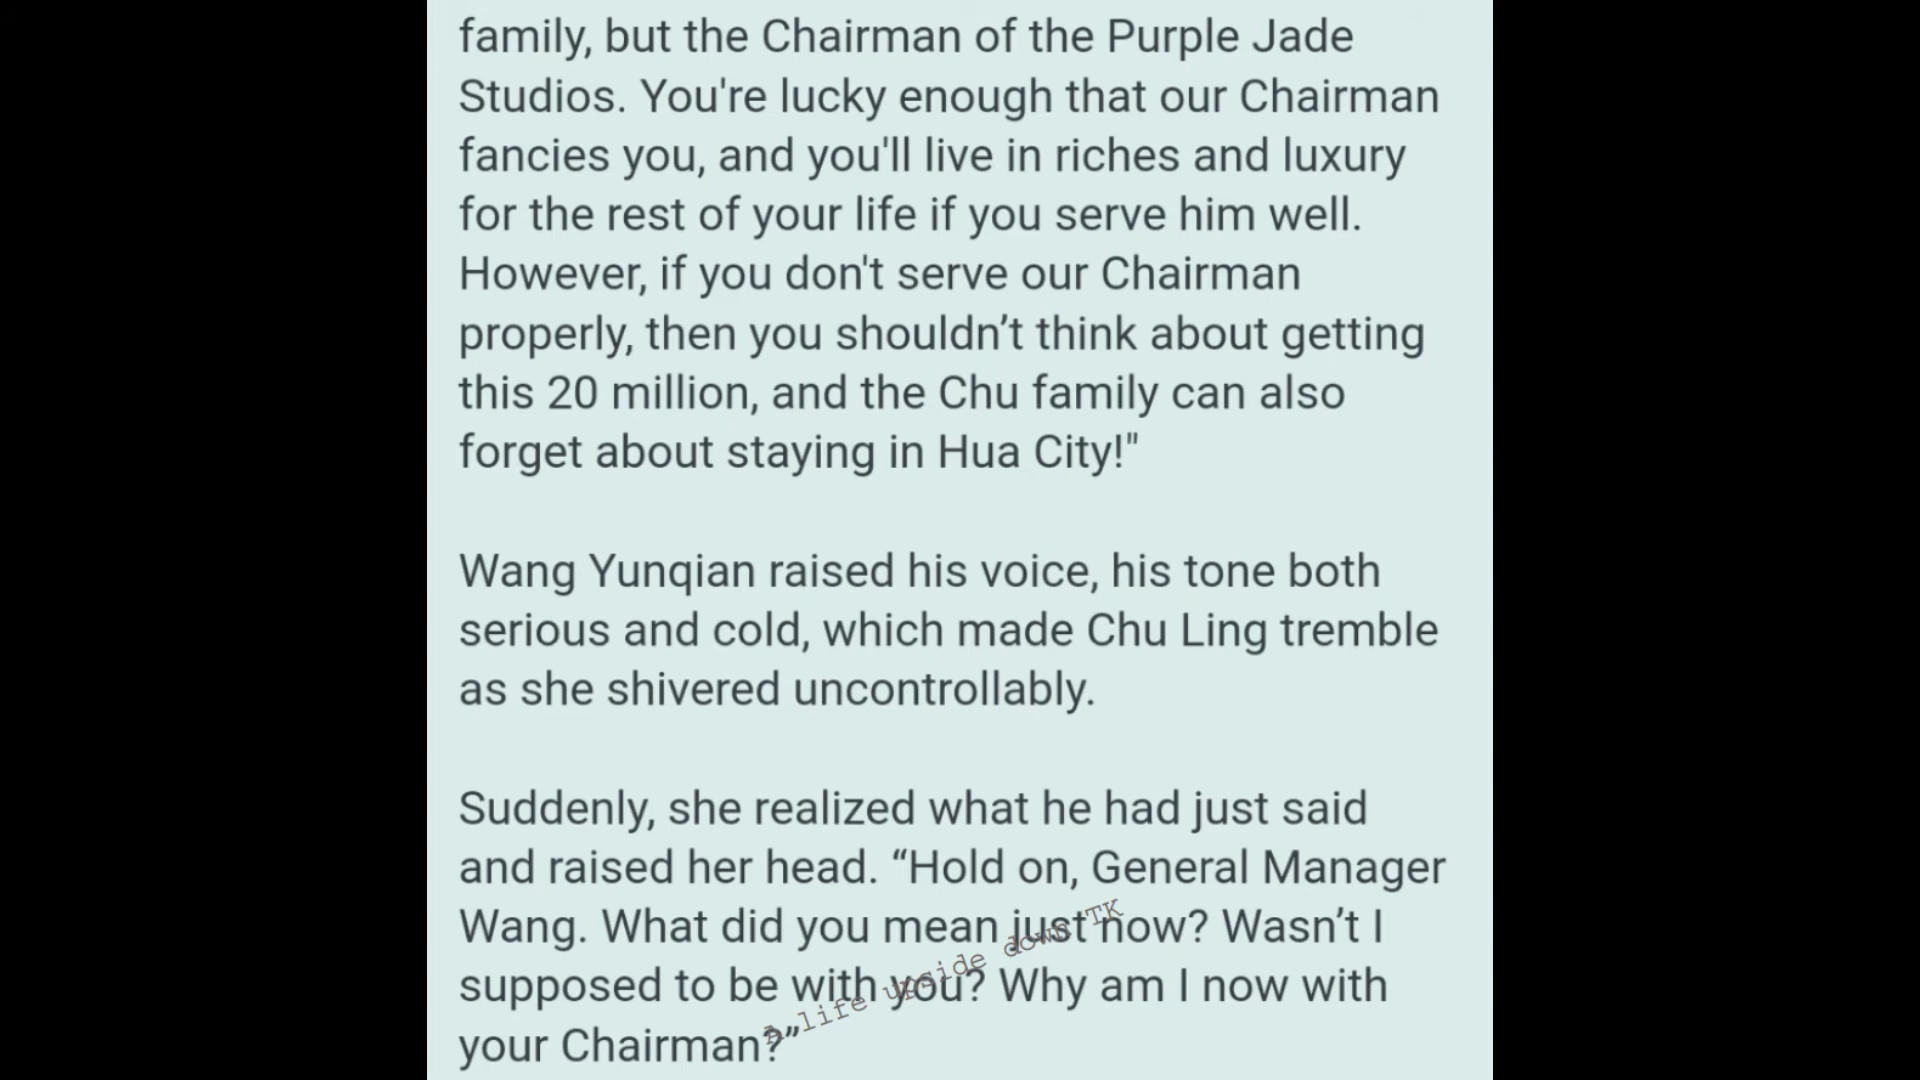 family, but the Chairman of the Purple Jade
Studios. You're lucky enough that our Chairman
fancies you, and you'll live in riches and luxury
for the rest of your life if you serve him well.
However, if you don't serve our Chairman
properly, then you shouldn’t think about getting
this 20 million, and the Chu family can also
forget about staying in Hua City!"
Wang Yunqian raised his voice, his tone both
serious and cold, which made Chu Ling tremble
as she shivered uncontrollably.
Suddenly, she realized what he had just said
and raised her head. “Hold on, General Manager
Wang. What did you mean just now? Wasn’t I
supposed to be with you? Why am I now with
your Chairman?”
A life upside down TK